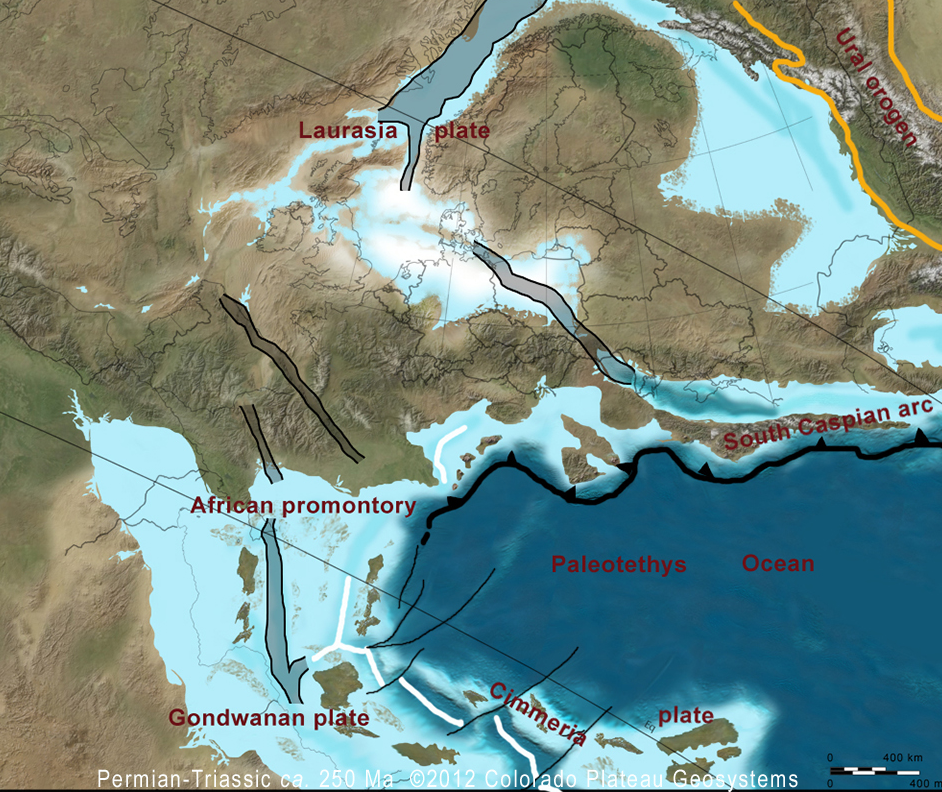 Ural orogen
Laurasia plate
South Caspian arc
African promontory
Paleotethys Ocean
Cimmeria plate
Gondwanan plate
Eq
0 400 km
0 400 m
Permian-Triassic ca. 250 Ma ©2012 Colorado Plateau Geosystems